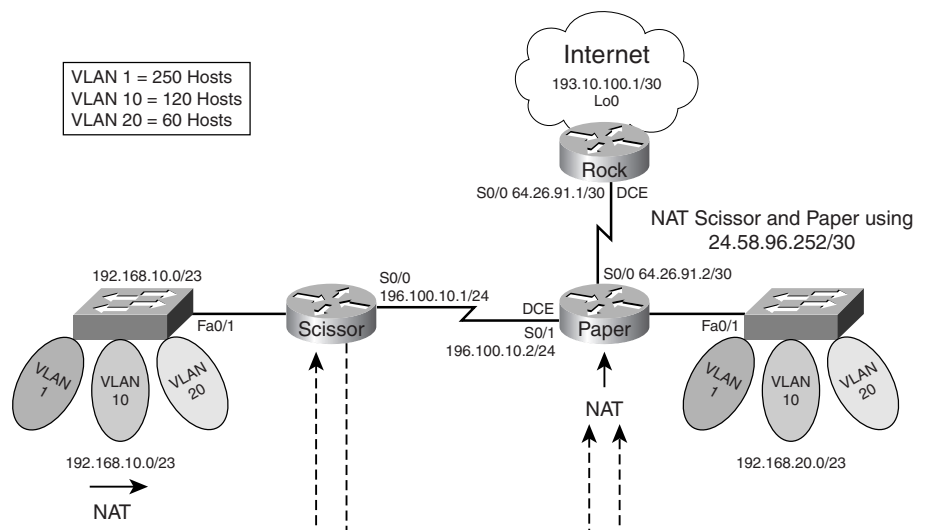 Internet
193.10.100.1/30
Lo0
VLAN 1 = 250 Hosts
VLAN 10 = 120 Hosts
VLAN 20 = 60 Hosts
Rock
S0/0 64.26.91.1/30
DCE
NAT Scissor and Paper using
24.58.96.252/30
192.168.10.0/23
S0/0
196.100.10.1/24
S0/0 64.26.91.2/30
Fa0/1
Scissor
DCE
S0/1
196.100.10.2/24
Paper
Fa0/1
VLAN
1
VLAN
10
VLAN
20
VLAN
1
VLAN
10
VLAN
20
NAT
192.168.10.0/23
192.168.20.0/23
NAT